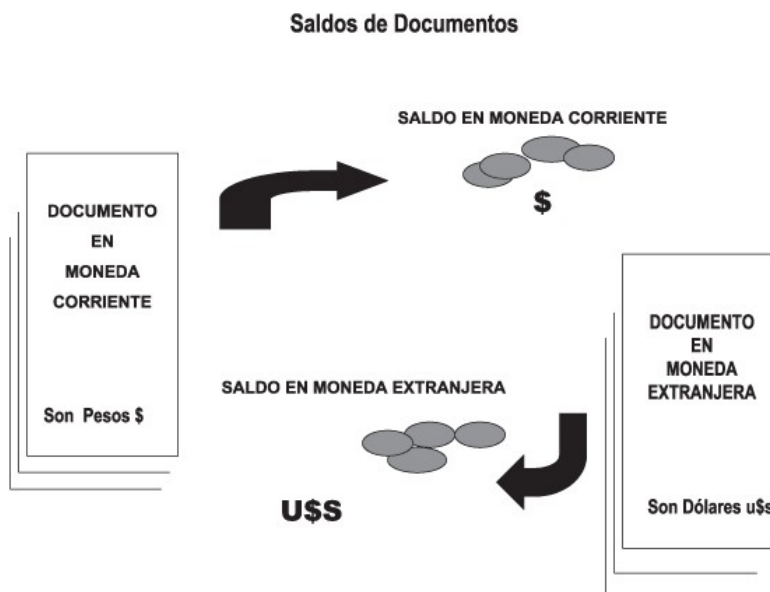 Saldos de Documentos
SALDO EN MONEDA CORRIENTE
$
DOCUMENTO
EN
MONEDA
CORRIENTE
Son Pesos $
SALDO EN MONEDA EXTRANJERA
U$S
DOCUMENTO
EN
MONEDA
EXTRANJERA
Son Dólares u$s